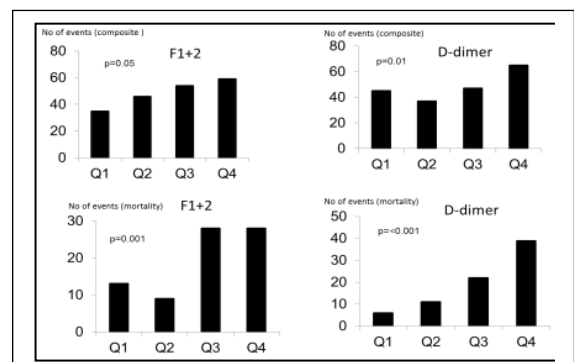 No of events (composite )
F1+2
p=0.05
80
60
40
20
0
Q1 Q2 Q3 Q4
No of events (composite)
D-dimer
p=0.01
80
60
40
20
0
Q1 Q2 Q3 Q4
No of events (mortality)
F1+2
p=0.001
30
20
10
0
Q1 Q2 Q3 Q4
No of events (mortality)
D-dimer
p=<0.001
50
40
30
20
10
0
Q1 Q2 Q3 Q4